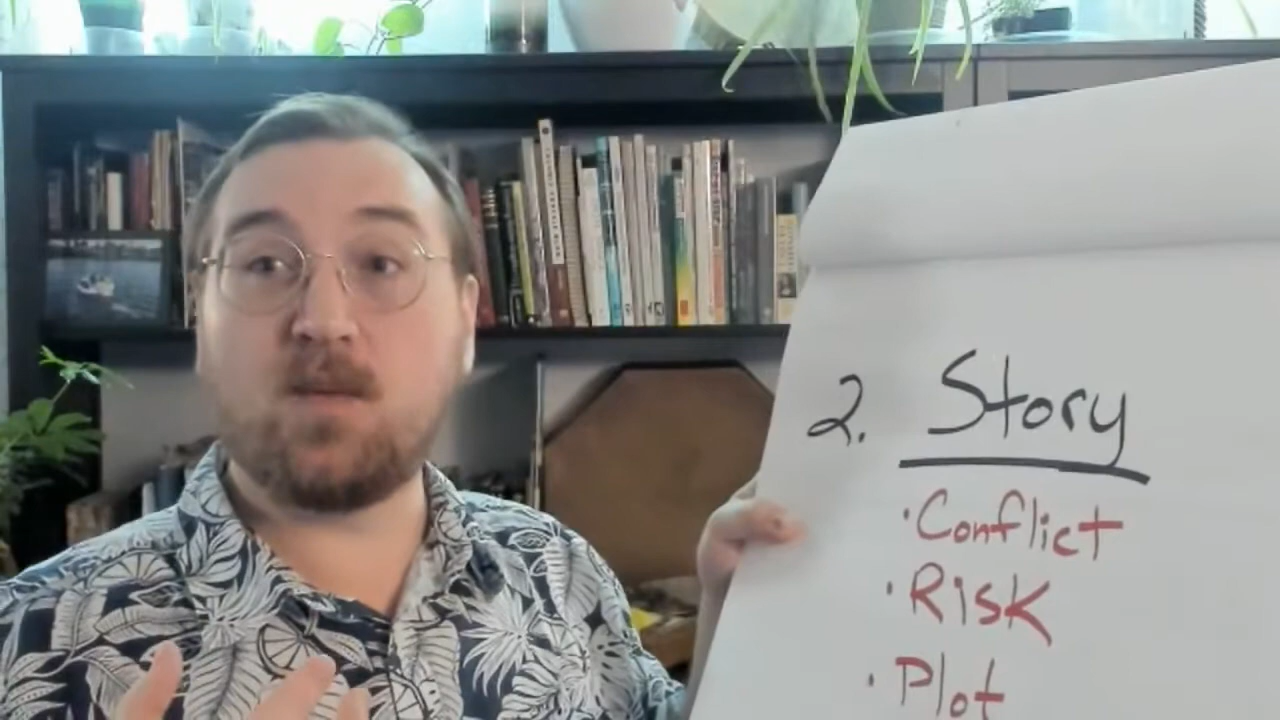 2. Story
· Conflict
· Risk
· Plot